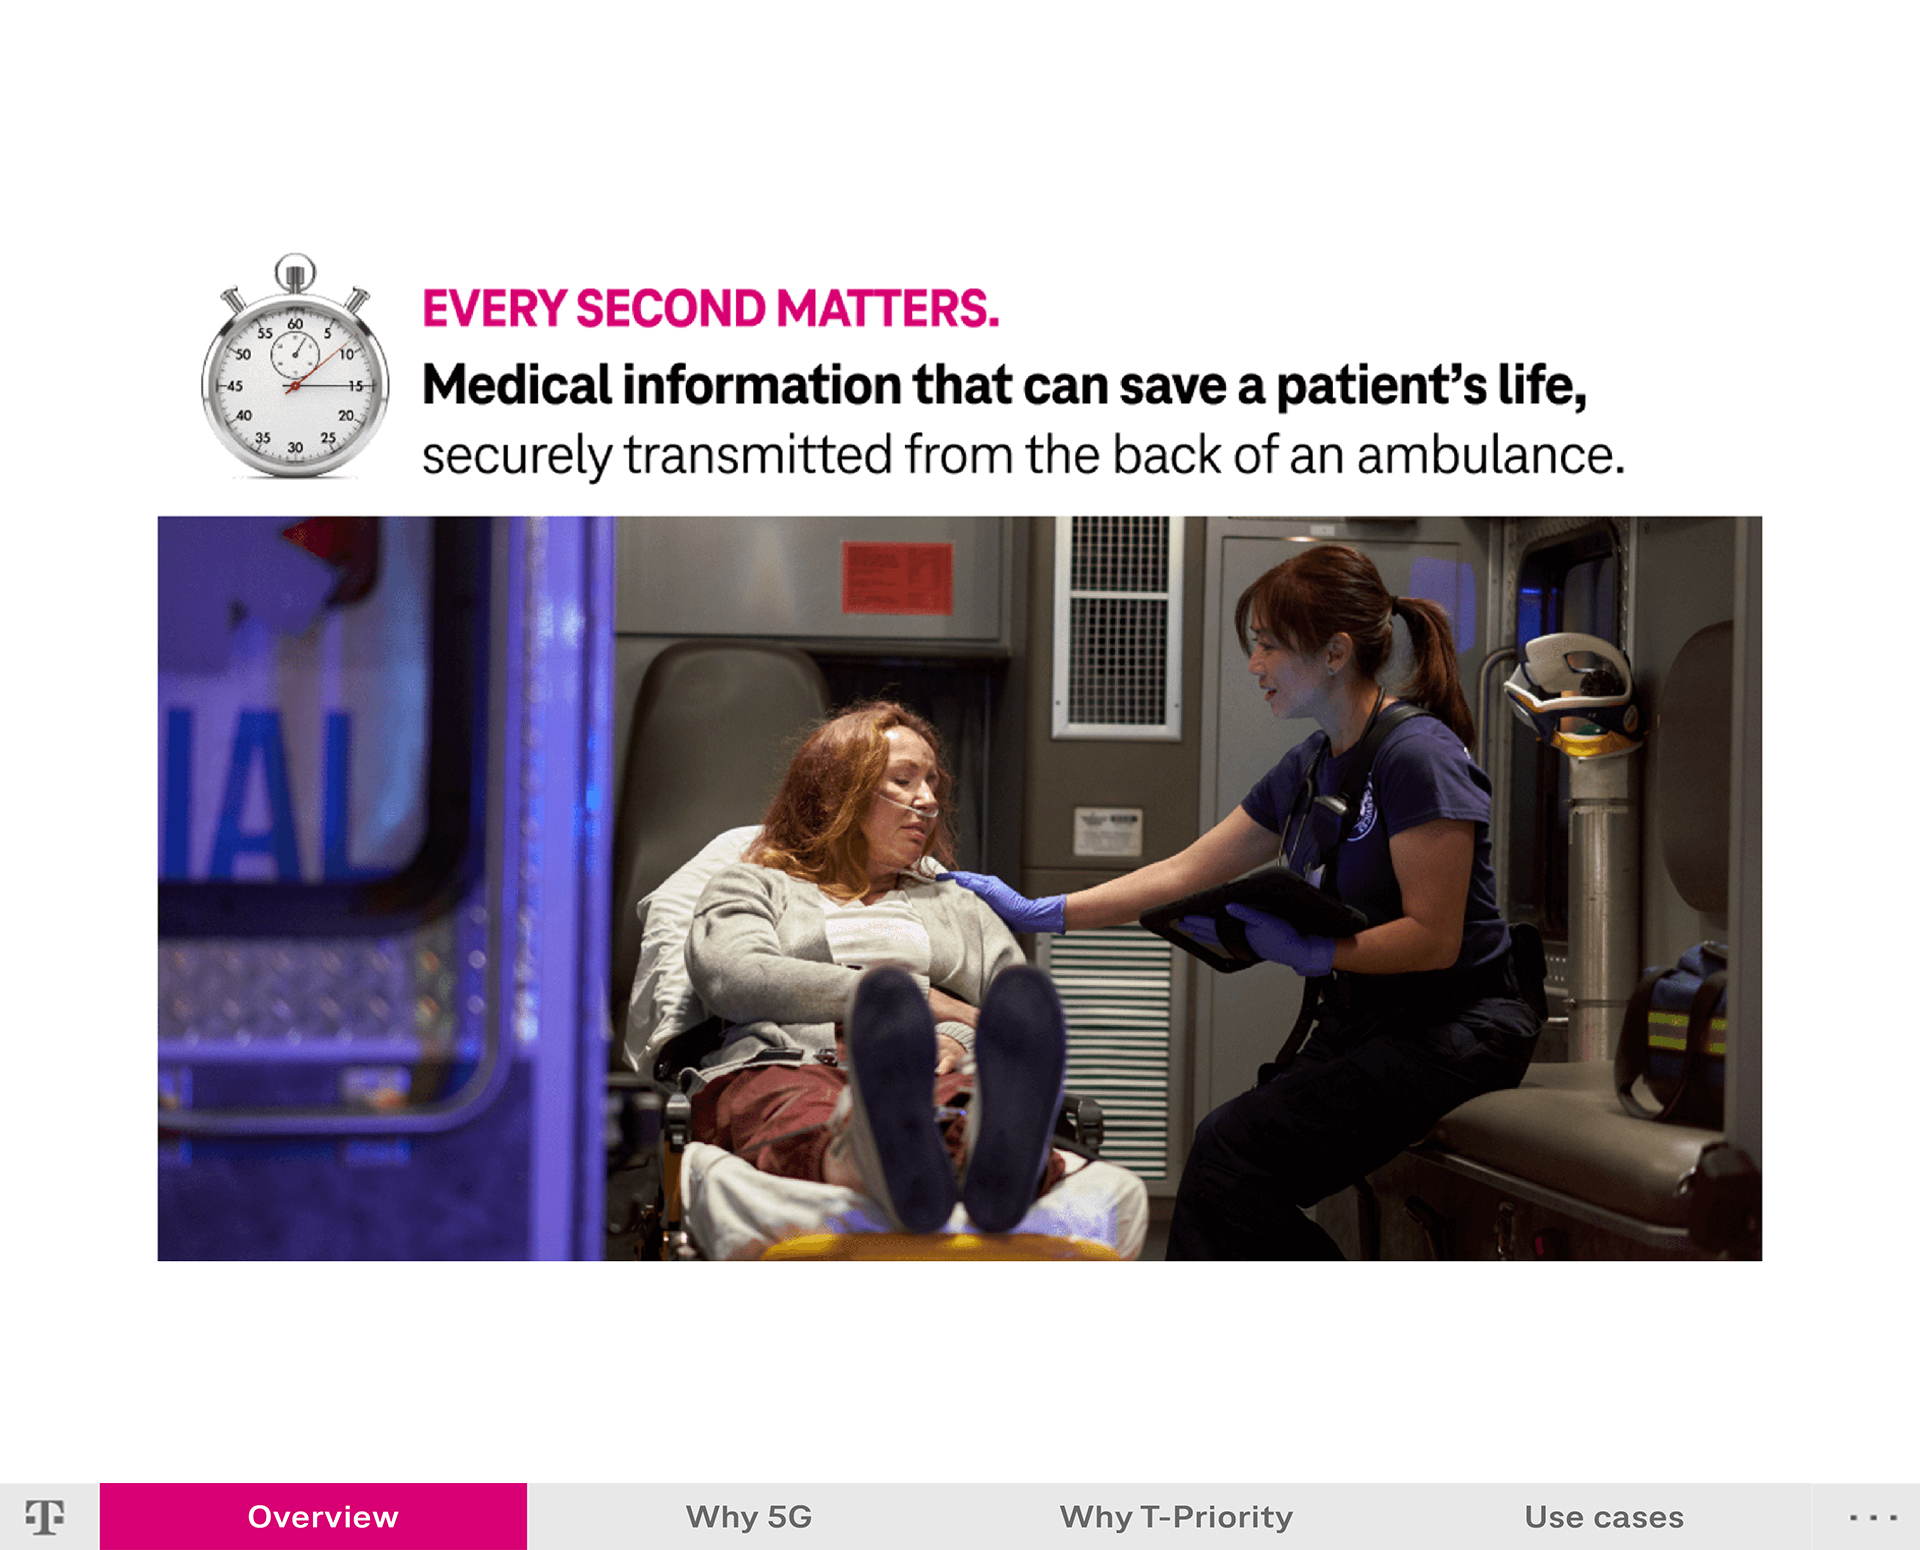 60
55
5
50
10
45
15
40
20
35
25
30
EVERY SECOND MATTERS.
Medical information that can save a patient’s life,
securely transmitted from the back of an ambulance.
IAL
T
Overview
Why 5G
Why T-Priority
Use cases
...